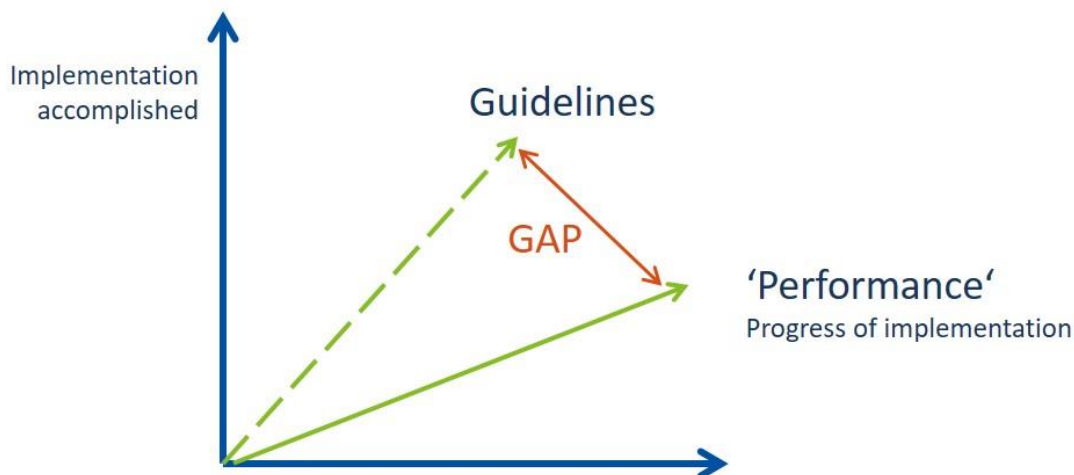 Implementation
accomplished
Guidelines
GAP
‘Performance‘
Progress of implementation